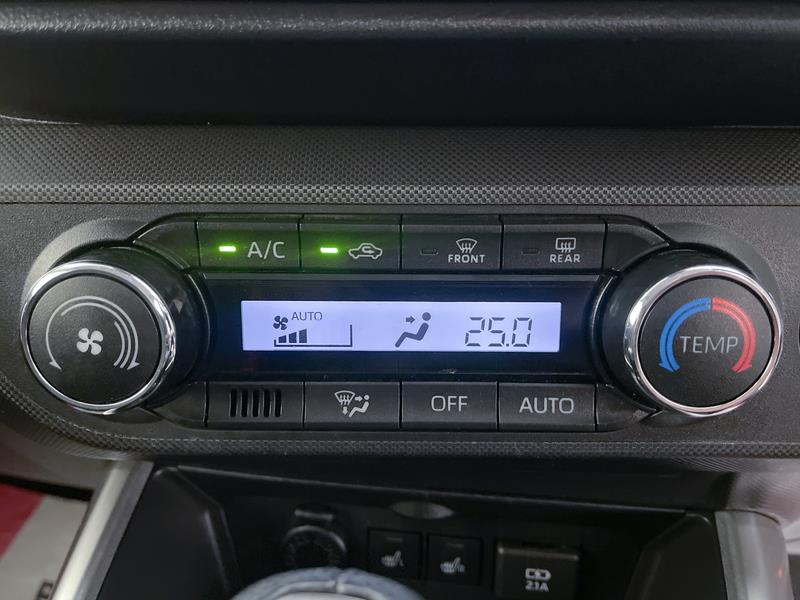 A/C
FRONT
REAR
AUTO
25.0
TEMP
OFF
AUTO
L
R
2.1A